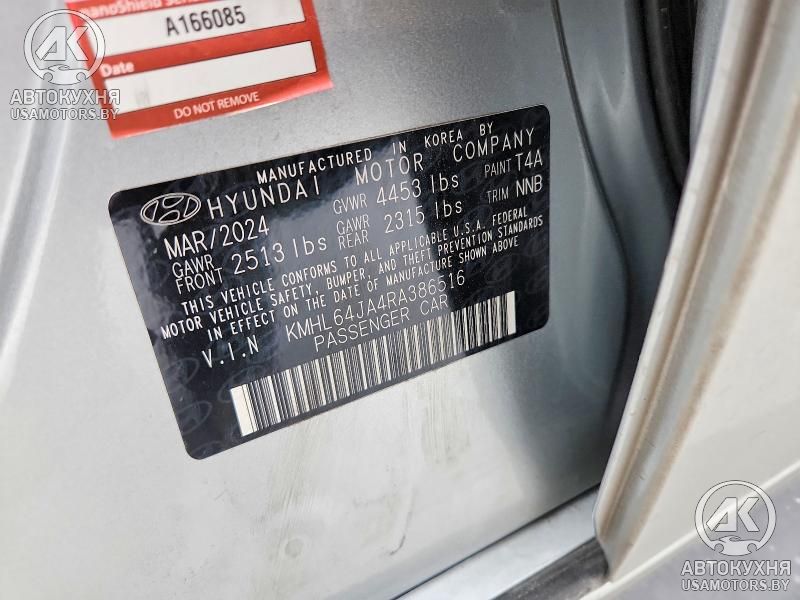 A166085
Date
DO NOT REMOVE
AK
АВТОКУХНЯ
USAMOTORS.BY
MANUFACTURED IN KOREA BY
HYUNDAI MOTOR COMPANY
MAR/2024 GVWR 4453 lbs PAINT T4A
GAWR FRONT 2513 lbs GAWR REAR 2315 lbs TRIM NNB
THIS VEHICLE CONFORMS TO ALL APPLICABLE U.S.A. FEDERAL
MOTOR VEHICLE SAFETY, BUMPER, AND THEFT PREVENTION STANDARDS
IN EFFECT ON THE DATE OF MANUFACTURE SHOWN ABOVE
V.I.N KMHL64JA4RA386516
PASSENGER CAR
AK
АВТОКУХНЯ
USAMOTORS.BY